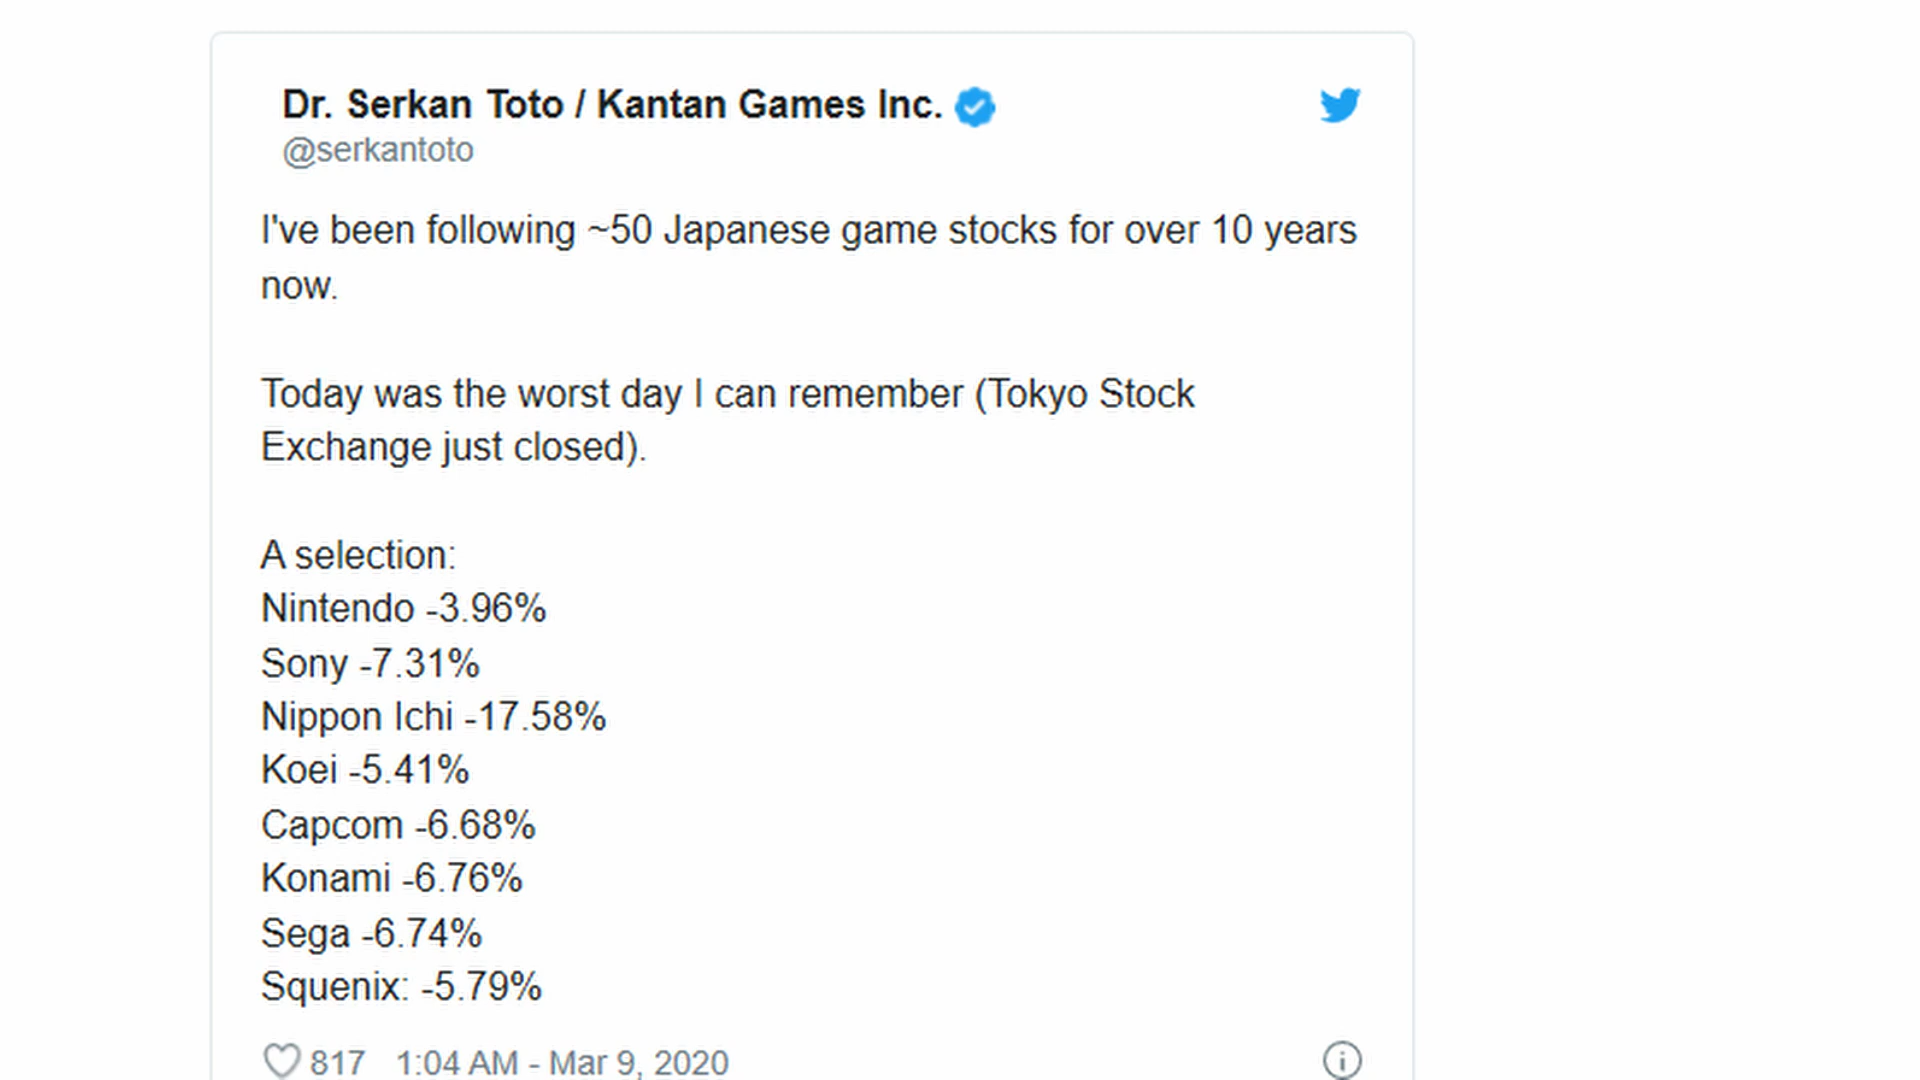 Dr. Serkan Toto / Kantan Games Inc.
@serkantoto
I've been following ~50 Japanese game stocks for over 10 years
now.
Today was the worst day I can remember (Tokyo Stock
Exchange just closed).
A selection:
Nintendo -3.96%
Sony -7.31%
Nippon Ichi -17.58%
Koei -5.41%
Capcom -6.68%
Konami -6.76%
Sega -6.74%
Squenix: -5.79%
817 1:04 AM - Mar 9, 2020